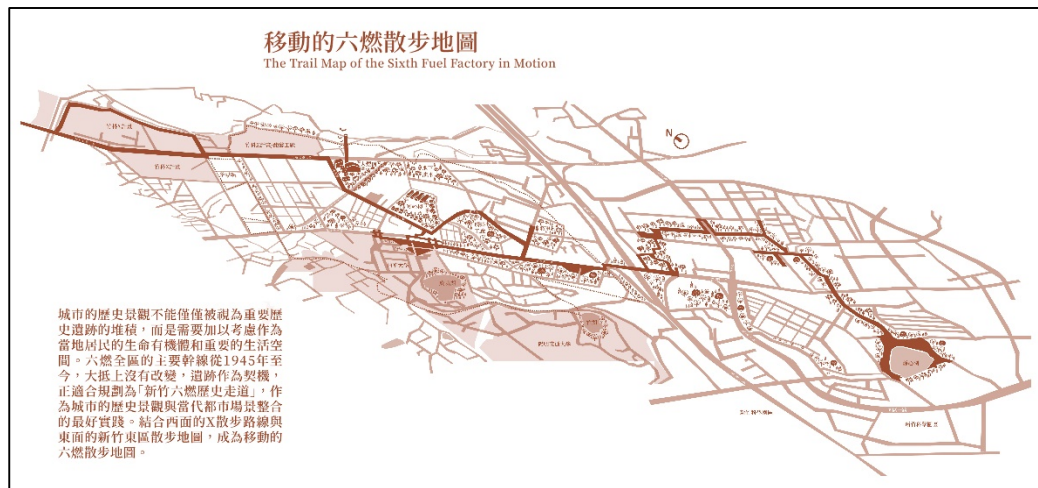 移動的六燃散步地圖
The Trail Map of the Sixth Fuel Factory in Motion
N
城市的歷史景觀不能僅僅被視為重要歷
史遺跡的堆積，而是需要加以考慮作為
當地居民的生命有機體和重要的生活空
間。六燃全區的主要幹線從1945年至
今，大抵上沒有改變，遺跡作為契機，
正適合規劃為「新竹六燃歷史走道」，作
為城市的歷史景觀與當代都市場景整合
的最好實踐。結合西面的X散步路線與
東面的新竹東區散步地圖，成為移動的
六燃散步地圖。